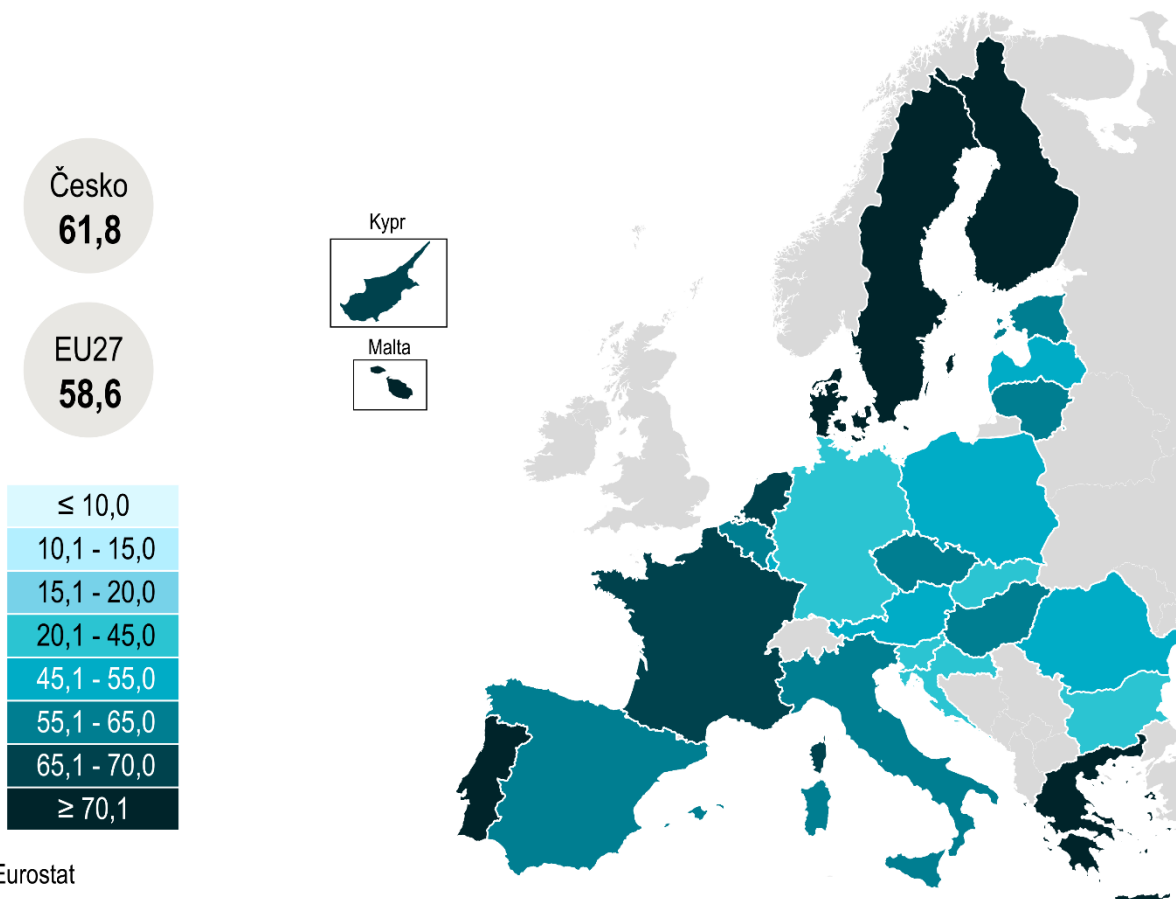 Česko
61,8
EU27
58,6
Kypr
Malta
≤ 10,0
10,1 - 15,0
15,1 - 20,0
20,1 - 45,0
45,1 - 55,0
55,1 - 65,0
65,1 - 70,0
≥ 70,1
Eurostat